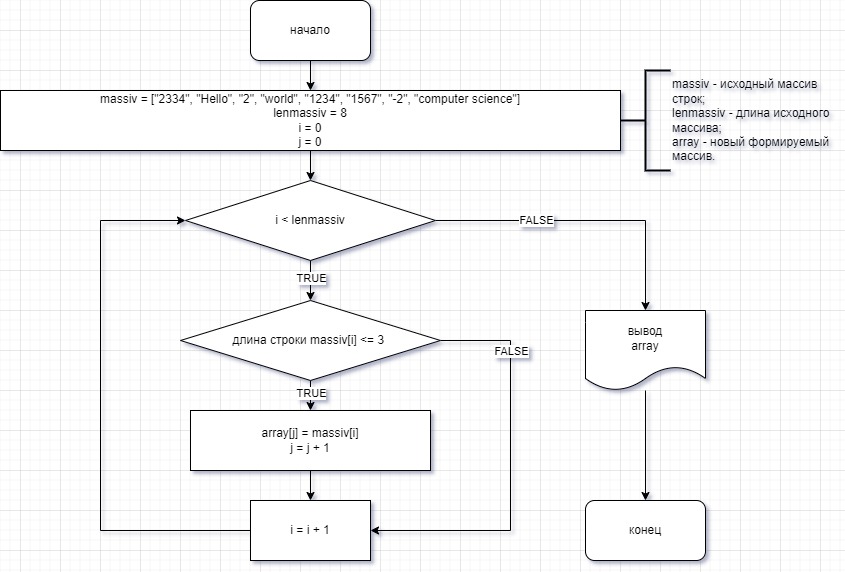 начало
massiv = ["2334", "Hello", "2", "world", "1234", "1567", "-2", "computer science"]
lenmassiv = 8
i = 0
j = 0
massiv - исходный массив
строк;
lenmassiv - длина исходного
массива;
array - новый формируемый
массив.
i < lenmassiv
FALSE
TRUE
длина строки massiv[i] <= 3
FALSE
TRUE
array[j] = massiv[i]
j = j + 1
i = i + 1
вывод
array
конец